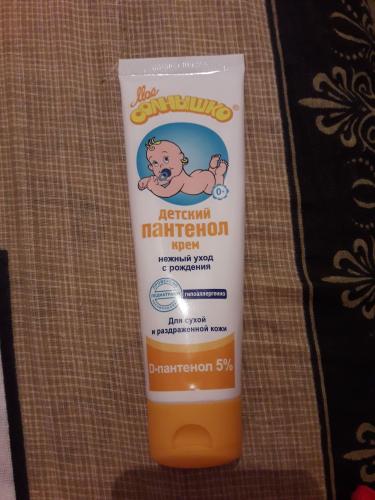 Моё
СОЛНЫШКО®
0+
детский
пантенол
крем
нежный уход
с рождения
гипоаллергенно
Для сухой
и раздраженной кожи
D-пантенол 5%